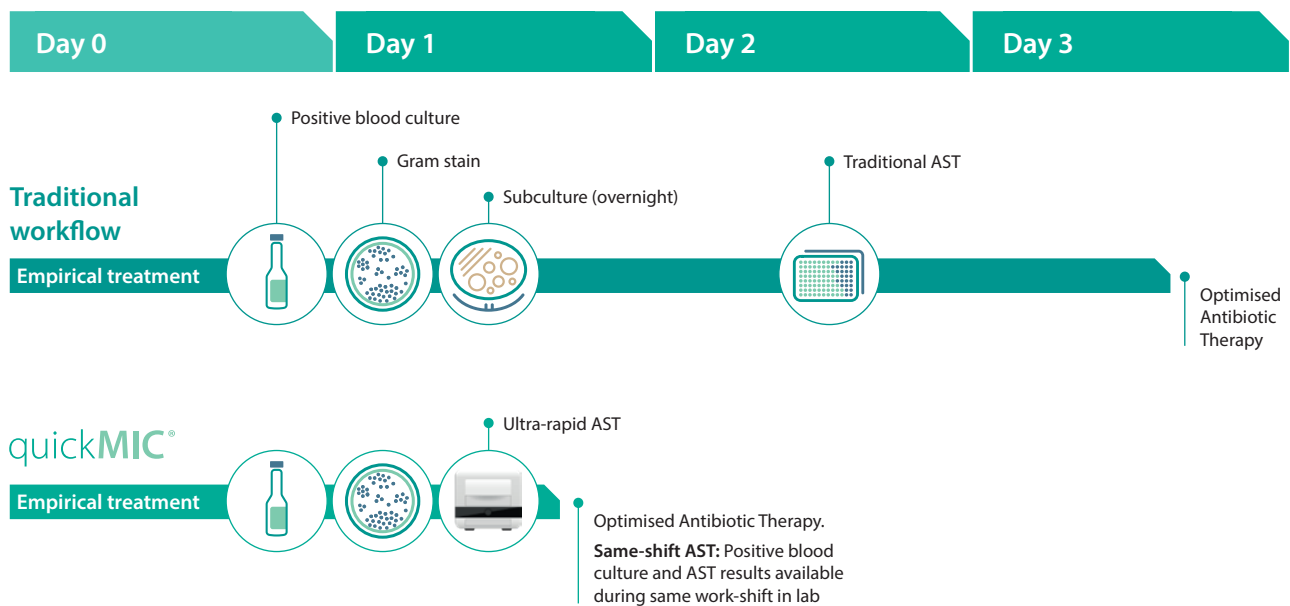 Day 0
Day 1
Day 2
Day 3
Positive blood culture
Gram stain
Traditional AST
Subculture (overnight)
Traditional
workflow
Empirical treatment
Optimised
Antibiotic
Therapy
Ultra-rapid AST
quickMIC®
Empirical treatment
Optimised Antibiotic Therapy.
Same-shift AST: Positive blood
culture and AST results available
during same work-shift in lab